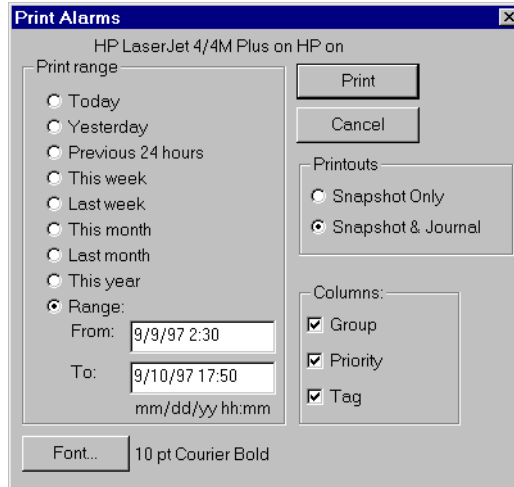 Print Alarms
HP LaserJet 4/4M Plus on HP on
Print range
Today
Yesterday
Previous 24 hours
This week
Last week
This month
Last month
This year
Range:
From: 9/9/97 2:30
To: 9/10/97 17:50
mm/dd/yy hh:mm
Print
Cancel
Printouts
Snapshot Only
Snapshot & Journal
Columns:
Group
Priority
Tag
Font... 10 pt Courier Bold